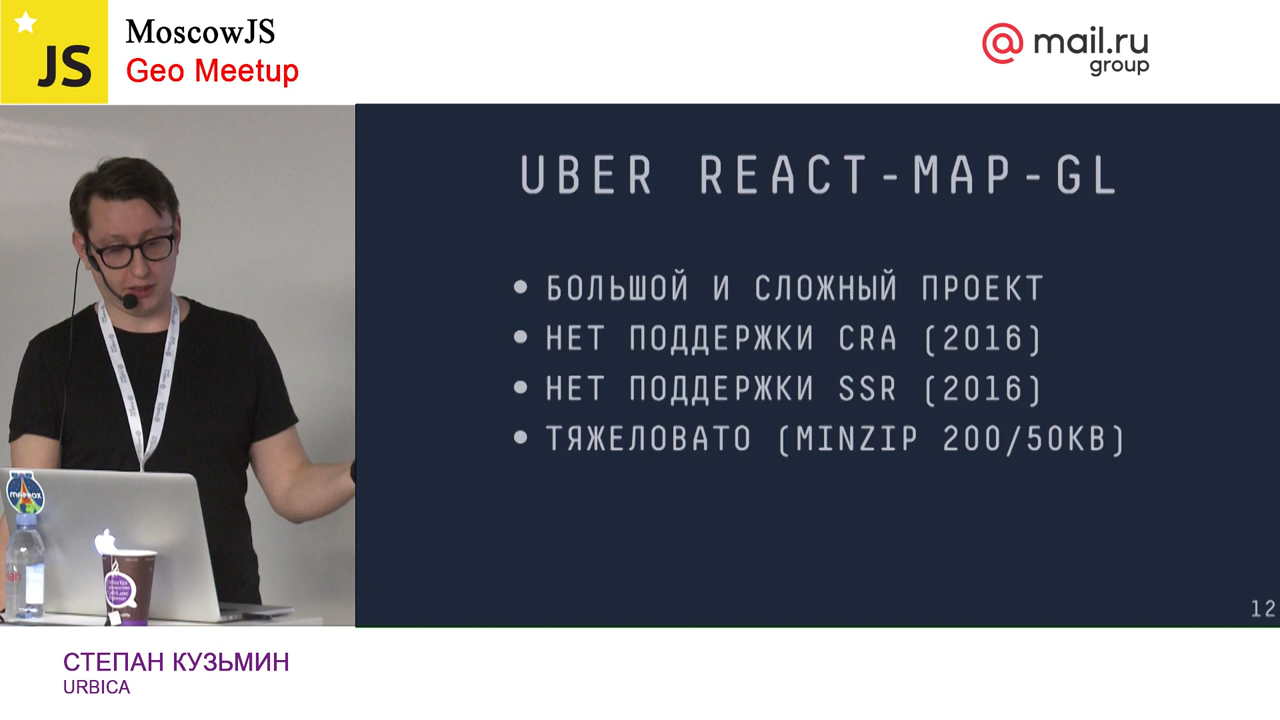 JS
MoscowJS
Geo Meetup
@ mail.ru
group
UBER REACT-MAP-GL
• БОЛЬШОЙ И СЛОЖНЫЙ ПРОЕКТ
• НЕТ ПОДДЕРЖКИ CRA (2016)
• НЕТ ПОДДЕРЖКИ SSR (2016)
• ТЯЖЕЛОВАТО (MINZIP 200/50KB)
12
mapbox
СТЕПАН КУЗЬМИН
URBICA